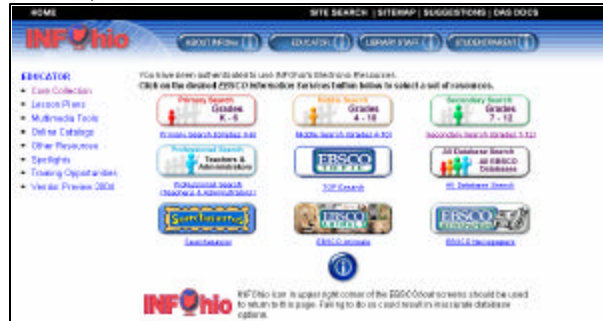 HOME SITE SEARCH | SITEMAP | SUGGESTIONS | DAS DOCS
INFOhio
ABOUT INFOhio EDUCATOR LIBRARY STAFF STUDENT/PARENT
EDUCATOR
Core Collection
Lesson Plans
Multimedia Tools
Online Catalogs
Other Resources
Spotlights
Training Opportunities
Vendor Preview 2004
You have been authenticated to use INFOhio's Electronic Resources.
Click on the desired EBSCO Information Services button below to select a set of resources.
Primary Search
Grades
K - 6
Middle Search
Grades
4 - 10
Secondary Search
Grades
7 - 12
Primary Search (Grades K-6) Middle Search (Grades 4-10) Secondary Search (Grades 7-12)
Professional Search
Teachers &
Administrators
EBSCO
All Database Search
All EBSCO
Databases
Professional Search
(Teachers & Administrators)
All Database Search
Searchasaurus
EBSCO
ANIMALS
EBSCO
Searchasaurus EBSCO Animals EBSCO Newspapers
INFOhio
INFOhio icon in upper right corner of the EBSCOhost screens should be used
to return to this page. Failing to do so could result in inaccurate database
options.